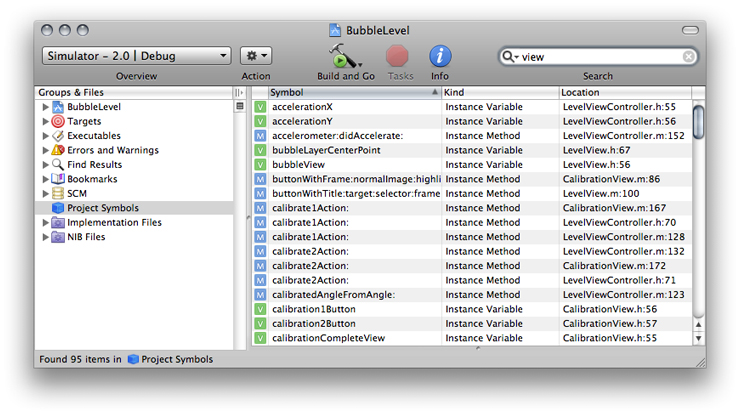 BubbleLevel
Simulator - 2.0 | Debug
view
Overview Action Build and Go Tasks Info Search
Groups & Files Symbol Kind Location
BubbleLevel accelerationX Instance Variable LevelViewController.h:55
Targets accelerationY Instance Variable LevelViewController.h:56
Executables M accelerometer:didAccelerate: Instance Method LevelViewController.m:152
Errors and Warnings V bubbleLayerCenterPoint Instance Variable LevelView.h:67
Find Results V bubbleView Instance Variable LevelView.h:56
Bookmarks M buttonWithFrame:normalImage:highli Instance Method CalibrationView.m:86
SCM M buttonWithTitle:target:selector:frame Instance Method LevelView.m:100
Project Symbols M calibrate1Action: Instance Method CalibrationView.m:167
Implementation Files M calibrate1Action: Instance Method LevelViewController.h:70
NIB Files M calibrate1Action: Instance Method LevelViewController.m:128
M calibrate2Action: Instance Method LevelViewController.m:132
M calibrate2Action: Instance Method CalibrationView.m:172
M calibrate2Action: Instance Method LevelViewController.h:71
M calibratedAngleFromAngle: Instance Method LevelViewController.m:123
V calibration1Button Instance Variable CalibrationView.h:56
V calibration2Button Instance Variable CalibrationView.h:57
V calibrationCompleteView Instance Variable CalibrationView.h:55
Found 95 items in Project Symbols